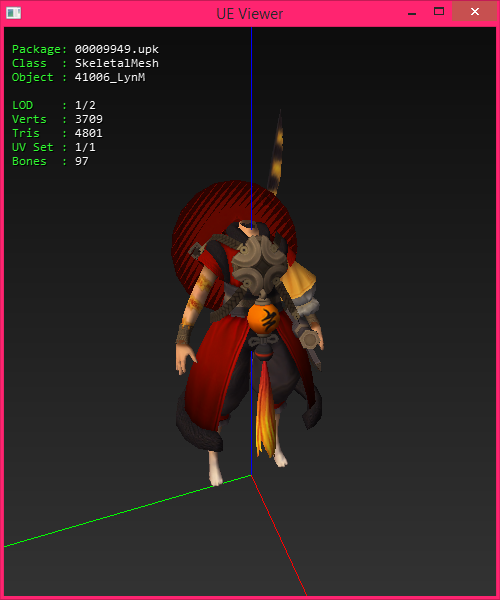 UE Viewer
Package: 00009949.upk
Class : SkeletalMesh
Object : 41006_LynM
LOD : 1/2
Verts : 3709
Tris : 4801
UV Set : 1/1
Bones : 97